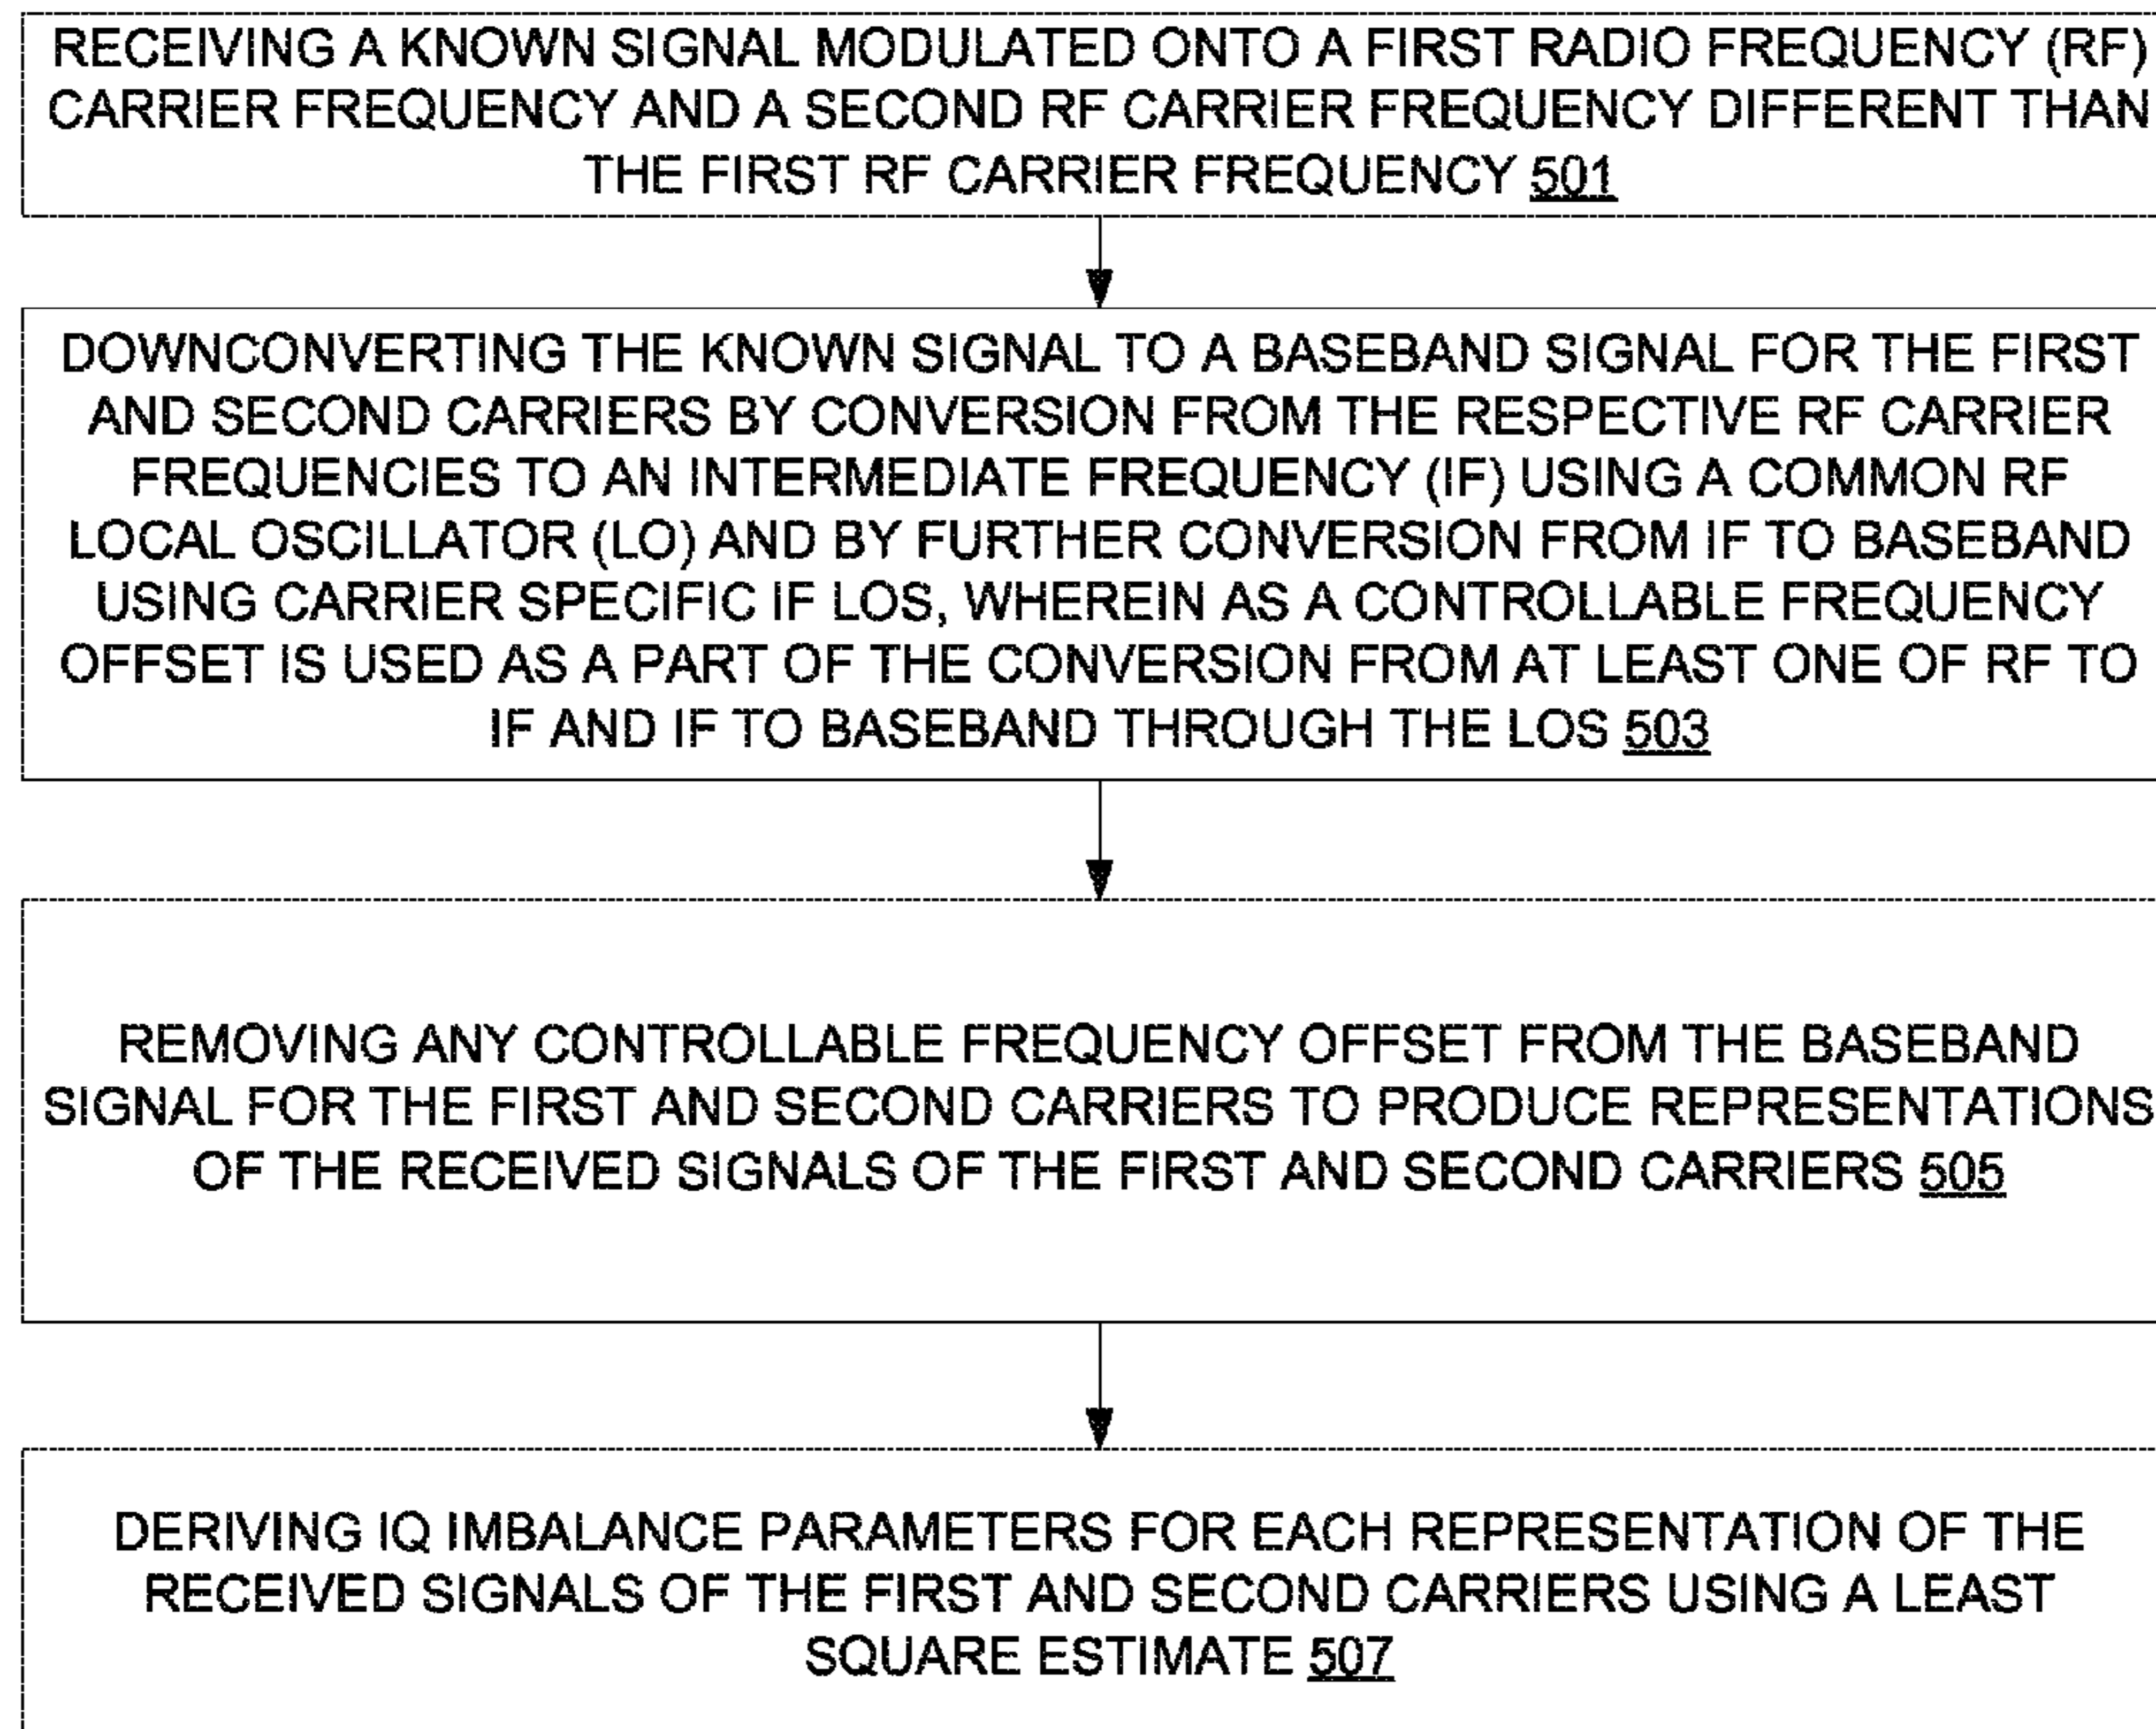 RECEIVING A KNOWN SIGNAL MODULATED ONTO A FIRST RADIO FREQUENCY (RF)
CARRIER FREQUENCY AND A SECOND RF CARRIER FREQUENCY DIFFERENT THAN
THE FIRST RF CARRIER FREQUENCY 501
DOWNCONVERTING THE KNOWN SIGNAL TO A BASEBAND SIGNAL FOR THE FIRST
AND SECOND CARRIERS BY CONVERSION FROM THE RESPECTIVE RF CARRIER
FREQUENCIES TO AN INTERMEDIATE FREQUENCY (IF) USING A COMMON RF
LOCAL OSCILLATOR (LO) AND BY FURTHER CONVERSION FROM IF TO BASEBAND
USING CARRIER SPECIFIC IF LOS, WHEREIN AS A CONTROLLABLE FREQUENCY
OFFSET IS USED AS A PART OF THE CONVERSION FROM AT LEAST ONE OF RF TO
IF AND IF TO BASEBAND THROUGH THE LOS 503
REMOVING ANY CONTROLLABLE FREQUENCY OFFSET FROM THE BASEBAND
SIGNAL FOR THE FIRST AND SECOND CARRIERS TO PRODUCE REPRESENTATIONS
OF THE RECEIVED SIGNALS OF THE FIRST AND SECOND CARRIERS 505
DERIVING IQ IMBALANCE PARAMETERS FOR EACH REPRESENTATION OF THE
RECEIVED SIGNALS OF THE FIRST AND SECOND CARRIERS USING A LEAST
SQUARE ESTIMATE 507